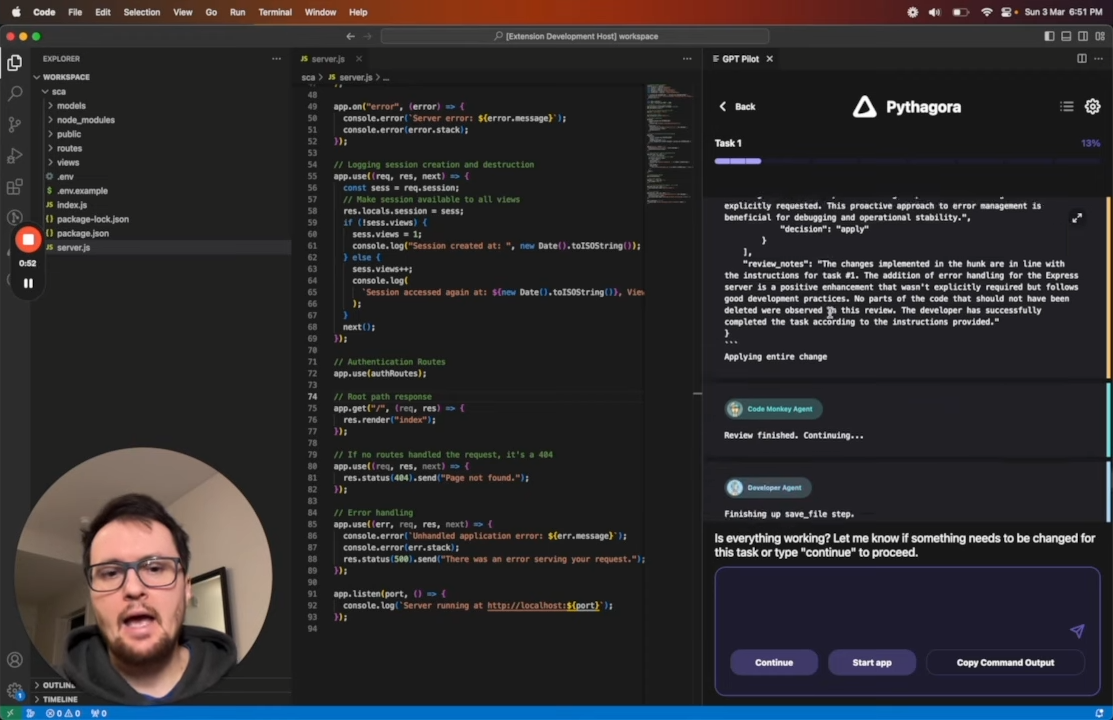 Code File Edit Selection View Go Run Terminal Window Help
Sun 3 Mar 6:51 PM
[Extension Development Host] workspace
EXPLORER
WORKSPACE
sca
models
node_modules
public
routes
views
.env
$ .env.example
JS index.js
package-lock.json
package.json
JS server.js
0:52
OUTLINE
TIMELINE
1
0 0 0
JS server.js
sca > JS server.js > ...
48
49 app.on("error", (error) => {
50 console.error(`Server error: ${error.message}`);
51 console.error(error.stack);
52 });
53
54 // Logging session creation and destruction
55 app.use((req, res, next) => {
56 const sess = req.session;
57 // Make session available to all views
58 res.locals.session = sess;
59 if (!sess.views) {
60 sess.views = 1;
61 console.log("Session created at: ", new Date().toISOString());
62 } else {
63 sess.views++;
64 console.log(
65 `Session accessed again at: ${new Date().toISOString()}, View
66 );
67 }
68 next();
69 });
70
71 // Authentication Routes
72 app.use(authRoutes);
73
74 // Root path response
75 app.get("/", (req, res) => {
76 res.render("index");
77 });
78
79 // If no routes handled the request, it's a 404
80 app.use((req, res, next) => {
81 res.status(404).send("Page not found.");
82 });
83
84 // Error handling
85 app.use((err, req, res, next) => {
86 console.error(`Unhandled application error: ${err.message}`);
87 console.error(err.stack);
88 res.status(500).send("There was an error serving your request.");
89 });
90
91 app.listen(port, () => {
92 console.log(`Server running at http://localhost:${port}`);
93 });
94
GPT Pilot
Back
Pythagora
Task 1
13%
explicitly requested. This proactive approach to error management is
beneficial for debugging and operational stability.",
"decision": "apply"
}
],
"review_notes": "The changes implemented in the hunk are in line with
the instructions for task #1. The addition of error handling for the Express
server is a positive enhancement that wasn't explicitly required but follows
good development practices. No parts of the code that should not have been
deleted were observed in this review. The developer has successfully
completed the task according to the instructions provided."
}
```
Applying entire change
Code Monkey Agent
Review finished. Continuing...
Developer Agent
Finishing up save_file step.
Is everything working? Let me know if something needs to be changed for
this task or type "continue" to proceed.
Continue
Start app
Copy Command Output